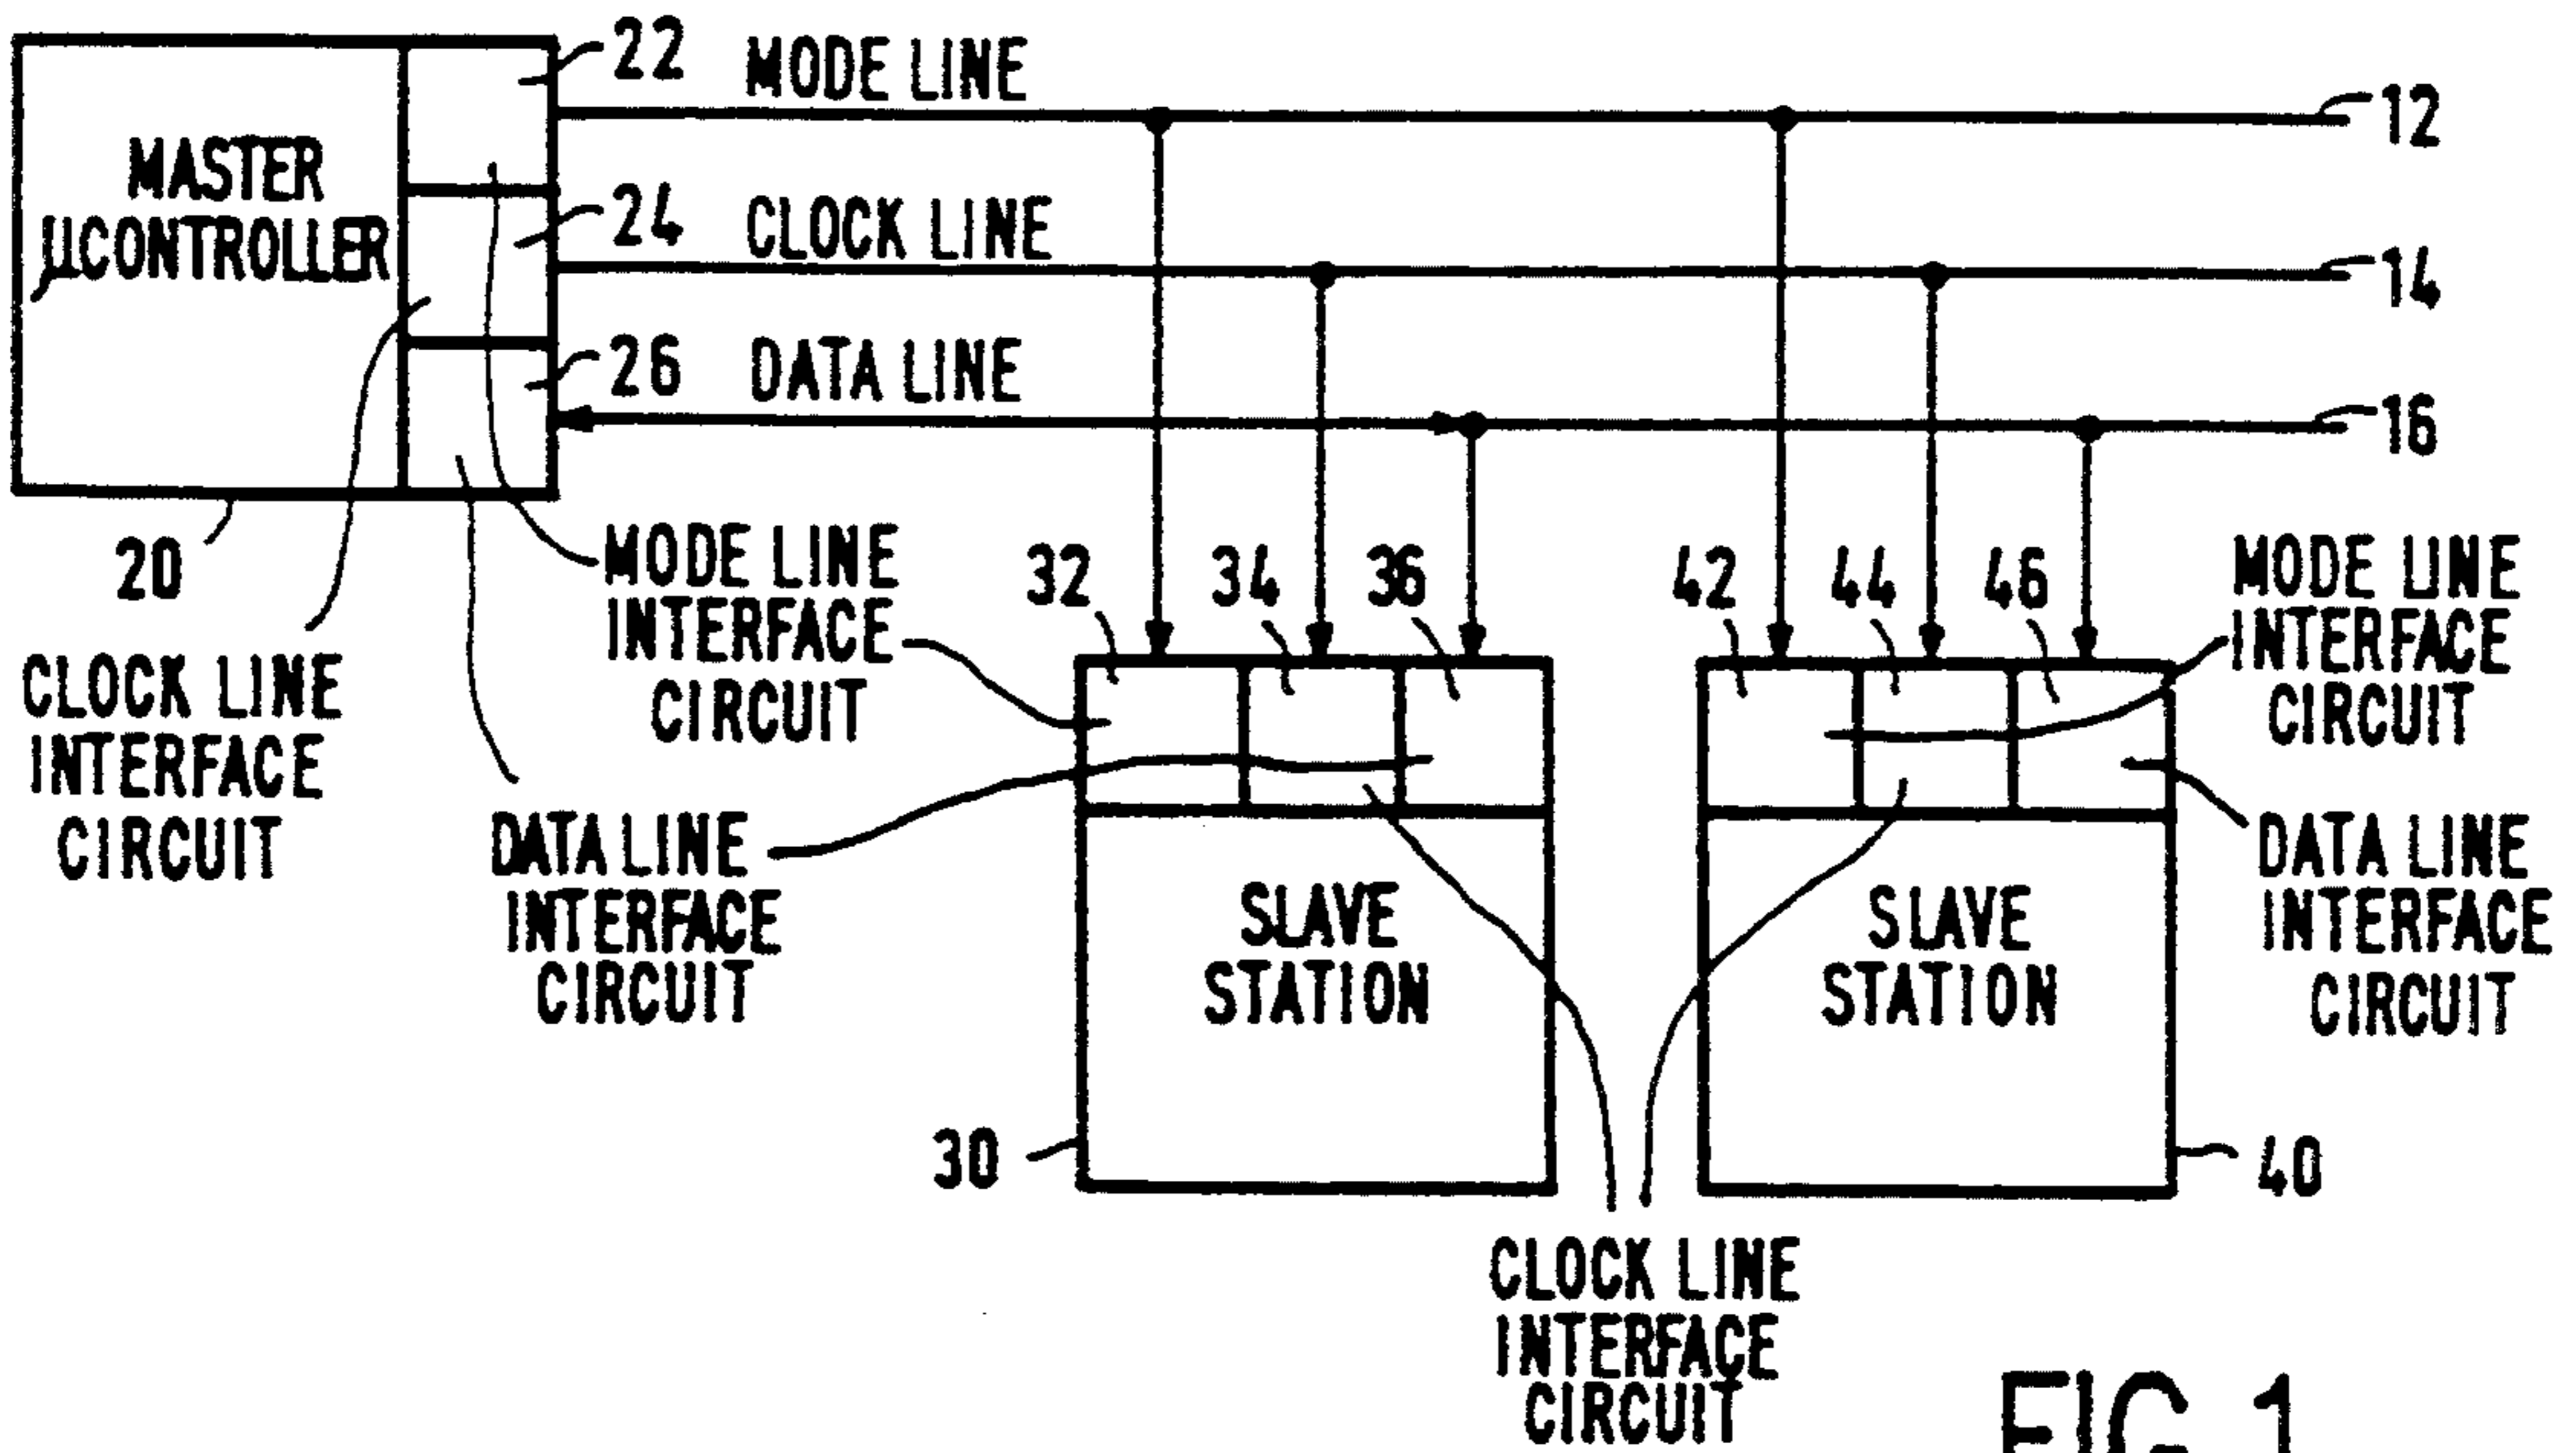 22 MODE LINE
12
MASTER
µCONTROLLER
24 CLOCK LINE
14
26 DATA LINE
16
20
MODE LINE
INTERFACE
CIRCUIT
32 34 36
42 44 46
MODE LINE
INTERFACE
CIRCUIT
CLOCK LINE
INTERFACE
CIRCUIT
DATA LINE
INTERFACE
CIRCUIT
SLAVE
STATION
SLAVE
STATION
DATA LINE
INTERFACE
CIRCUIT
30
40
CLOCK LINE
INTERFACE
CIRCUIT
FIG. 1